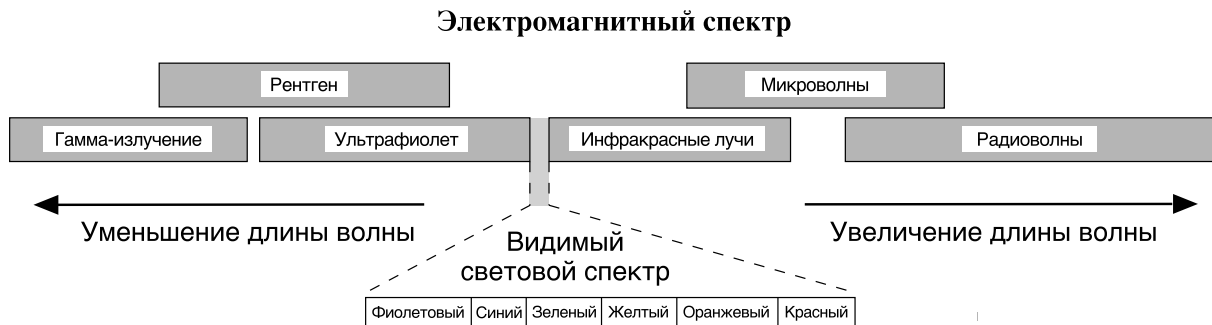 Электромагнитный спектр
Рентген
Микроволны
Гамма-излучение
Ультрафиолет
Инфракрасные лучи
Радиоволны
Уменьшение длины волны
Увеличение длины волны
Видимый
световой спектр
Фиолетовый
Синий
Зеленый
Желтый
Оранжевый
Красный